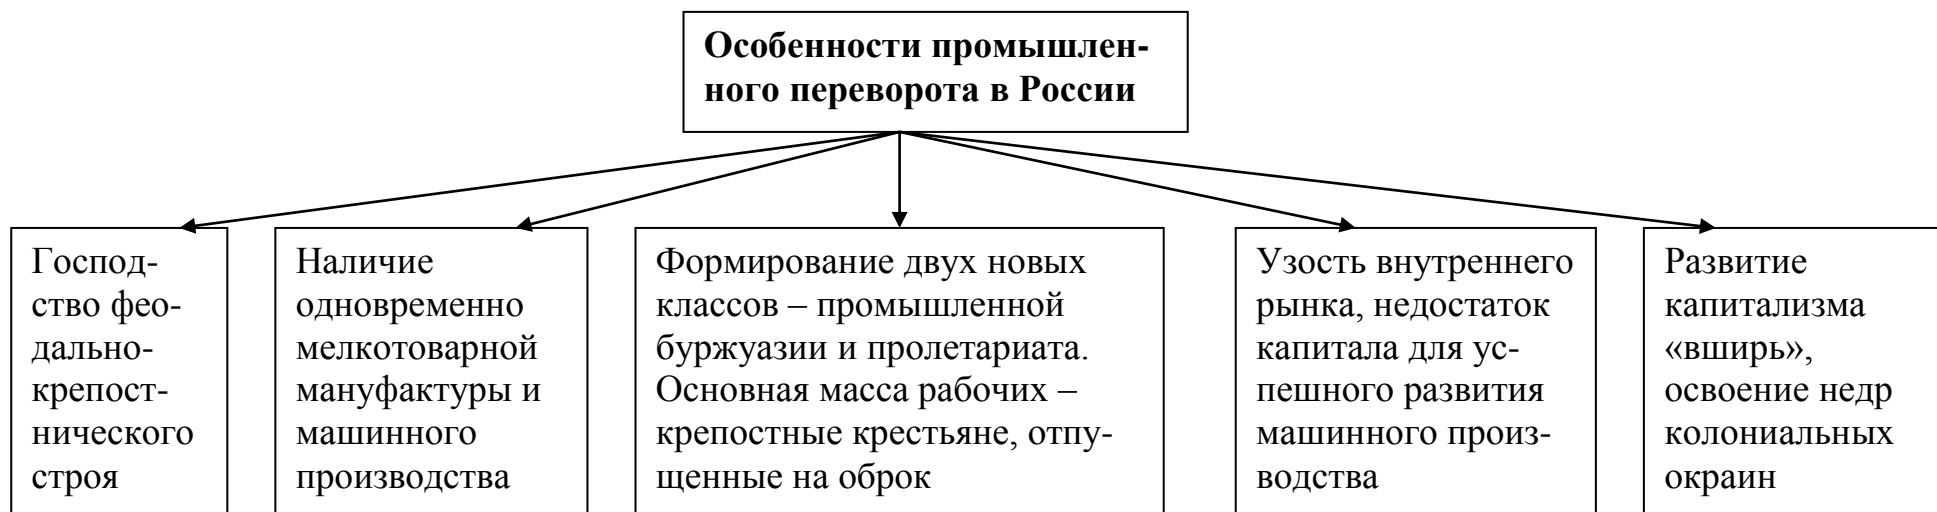 Особенности промышлен-
ного переворота в России
Господ-
ство фео-
дально-
крепост-
нического
строя
Наличие
одновременно
мелкотоварной
мануфактуры и
машинного
производства
Формирование двух новых
классов – промышленной
буржуазии и пролетариата.
Основная масса рабочих –
крепостные крестьяне, отпу-
щенные на оброк
Узость внутреннего
рынка, недостаток
капитала для ус-
пешного развития
машинного произ-
водства
Развитие
капитализма
«вширь»,
освоение недр
колониальных
окраин